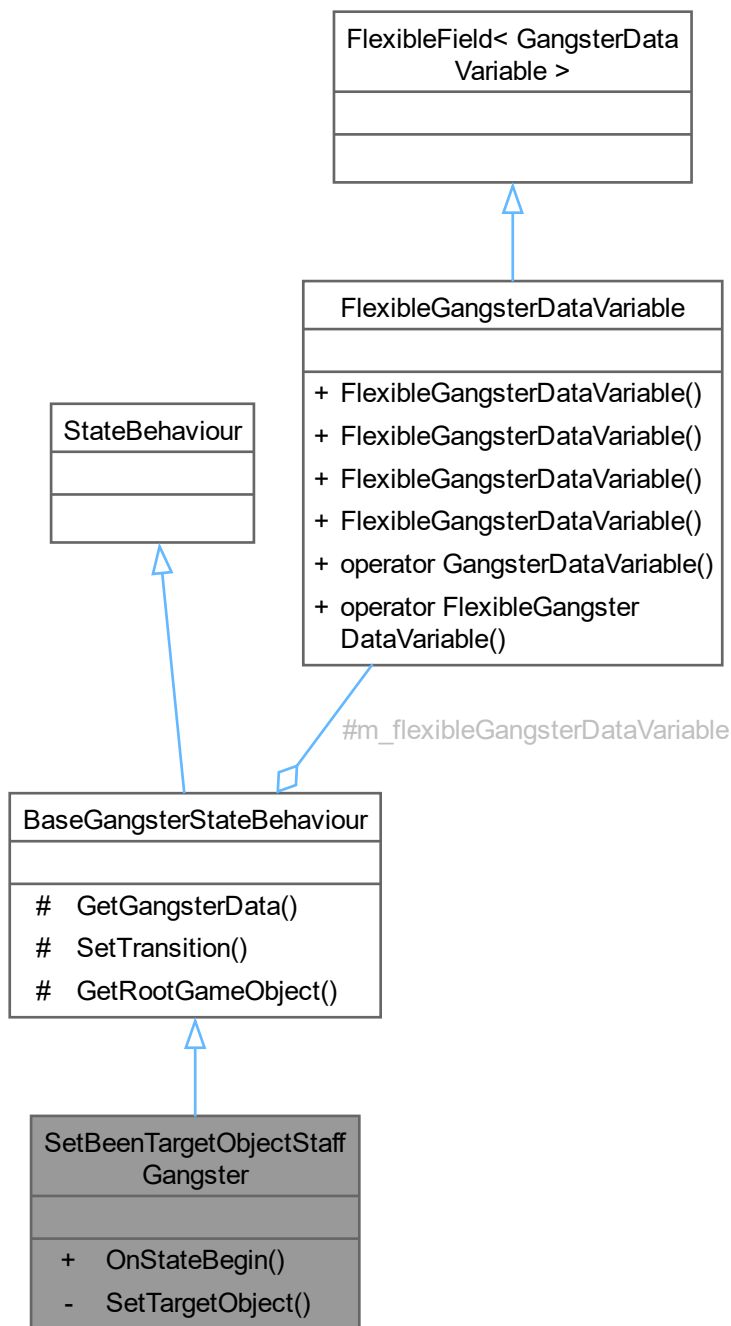 FlexibleField< GangsterData
Variable >
FlexibleGangsterDataVariable
+ FlexibleGangsterDataVariable()
+ FlexibleGangsterDataVariable()
+ FlexibleGangsterDataVariable()
+ FlexibleGangsterDataVariable()
+ operator GangsterDataVariable()
+ operator FlexibleGangster
DataVariable()
StateBehaviour
#m_flexibleGangsterDataVariable
BaseGangsterStateBehaviour
# GetGangsterData()
# SetTransition()
# GetRootGameObject()
SetBeenTargetObjectStaff
Gangster
+ OnStateBegin()
- SetTargetObject()